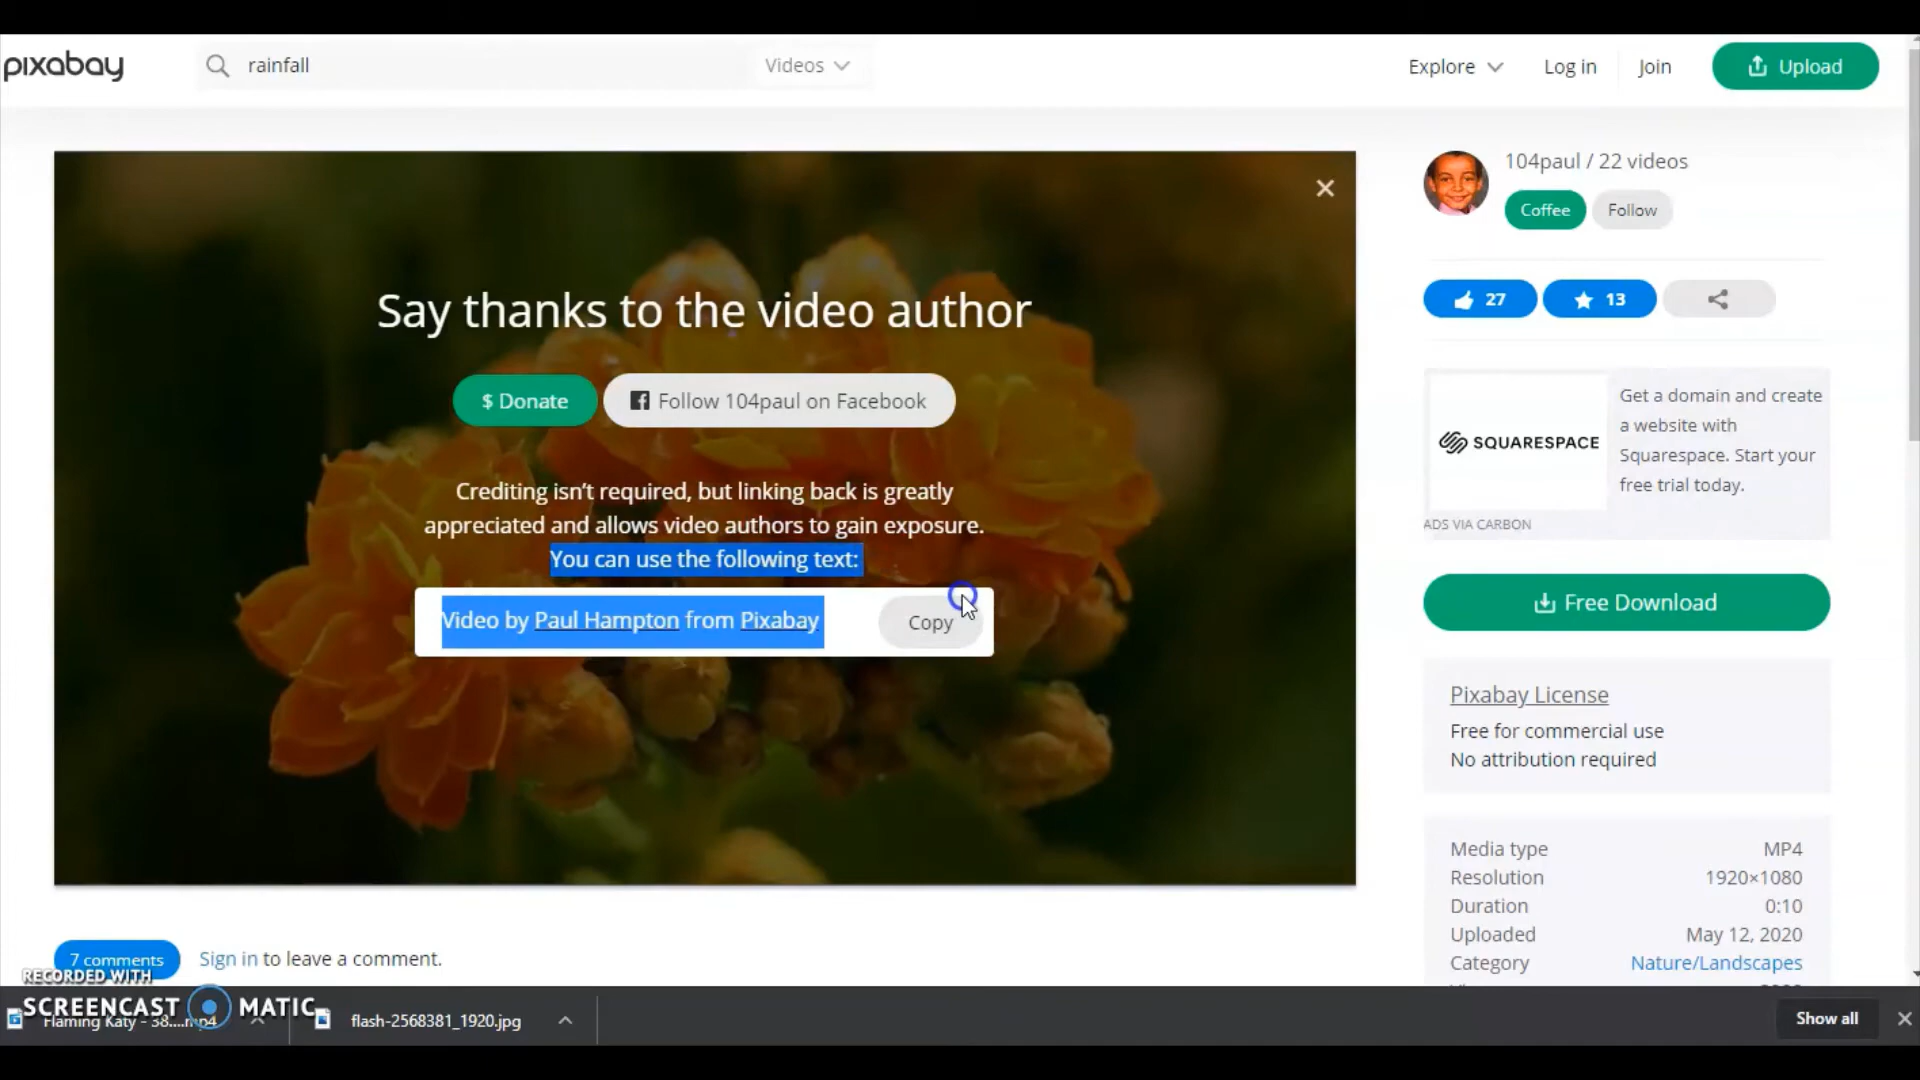 pixabay
rainfall
Videos
Explore
Log in
Join
Upload
104paul / 22 videos
Coffee
Follow
27
13
Say thanks to the video author
$ Donate
Follow 104paul on Facebook
Crediting isn't required, but linking back is greatly
appreciated and allows video authors to gain exposure.
You can use the following text:
Video by Paul Hampton from Pixabay
Copy
SQUARESPACE
Get a domain and create
a website with
Squarespace. Start your
free trial today.
ADS VIA CARBON
Free Download
Pixabay License
Free for commercial use
No attribution required
Media type MP4
Resolution 1920×1080
Duration 0:10
Uploaded May 12, 2020
Category Nature/Landscapes
7 comments
Sign in to leave a comment.
RECORDED WITH
SCREENCAST MATIC
Flaming Katy - 38....mp4
flash-2568381_1920.jpg
Show all